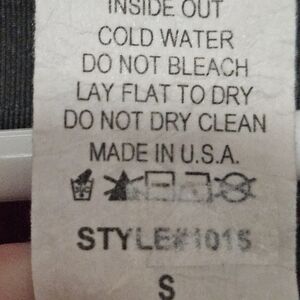 INSIDE OUT
COLD WATER
DO NOT BLEACH
LAY FLAT TO DRY
DO NOT DRY CLEAN
MADE IN U.S.A.
STYLE#1015
S